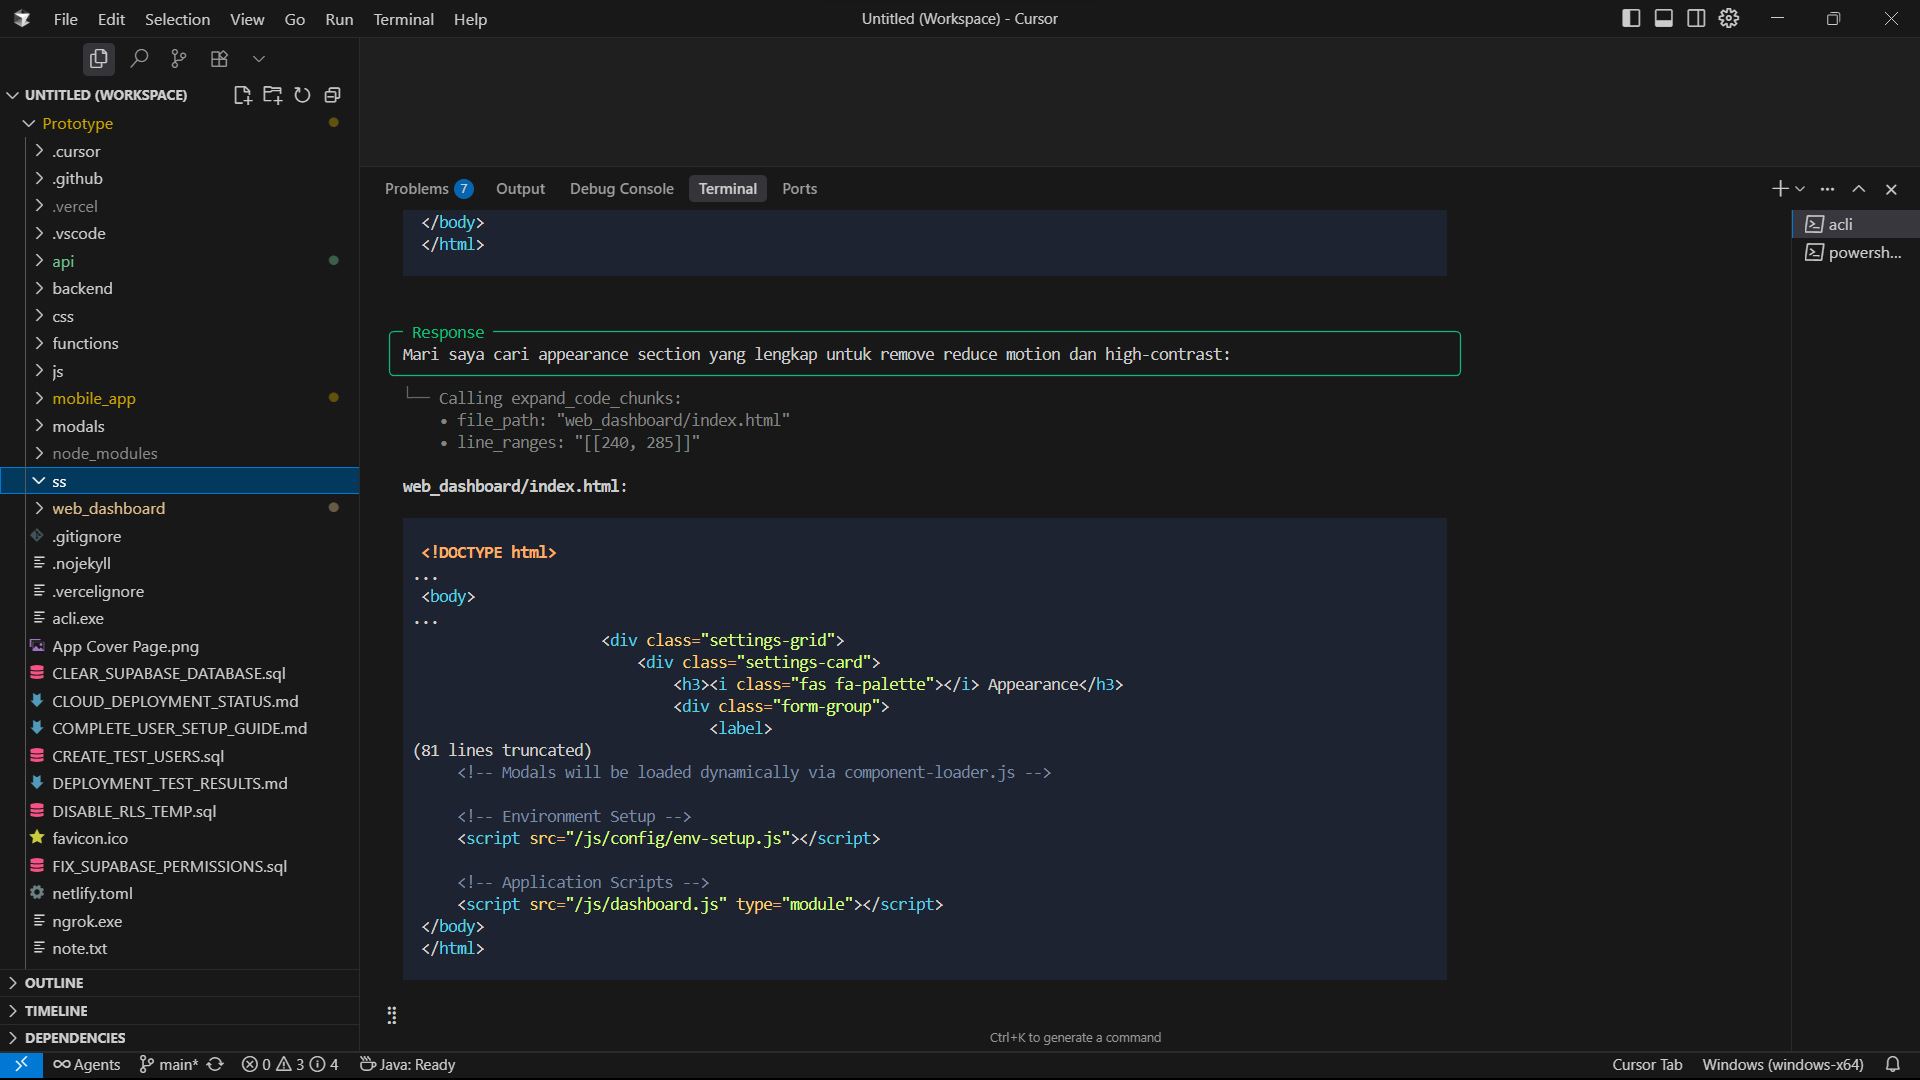 File Edit Selection View Go Run Terminal Help
Untitled (Workspace) - Cursor
UNTITLED (WORKSPACE)
Prototype
.cursor
.github
.vercel
.vscode
api
backend
css
functions
js
mobile_app
modals
node_modules
ss
web_dashboard
.gitignore
.nojekyll
.vercelignore
acli.exe
App Cover Page.png
CLEAR_SUPABASE_DATABASE.sql
CLOUD_DEPLOYMENT_STATUS.md
COMPLETE_USER_SETUP_GUIDE.md
CREATE_TEST_USERS.sql
DEPLOYMENT_TEST_RESULTS.md
DISABLE_RLS_TEMP.sql
favicon.ico
FIX_SUPABASE_PERMISSIONS.sql
netlify.toml
ngrok.exe
note.txt
OUTLINE
TIMELINE
DEPENDENCIES
Problems 7 Output Debug Console Terminal Ports
</body>
</html>
Response
Mari saya cari appearance section yang lengkap untuk remove reduce motion dan high-contrast:
Calling expand_code_chunks:
• file_path: "web_dashboard/index.html"
• line_ranges: "[[240, 285]]"
web_dashboard/index.html:
<!DOCTYPE html>
...
<body>
...
<div class="settings-grid">
<div class="settings-card">
<h3><i class="fas fa-palette"></i> Appearance</h3>
<div class="form-group">
<label>
(81 lines truncated)
<!-- Modals will be loaded dynamically via component-loader.js -->
<!-- Environment Setup -->
<script src="/js/config/env-setup.js"></script>
<!-- Application Scripts -->
<script src="/js/dashboard.js" type="module"></script>
</body>
</html>
Ctrl+K to generate a command
acli
powersh...
Agents main* 0 3 4 Java: Ready
Cursor Tab Windows (windows-x64)